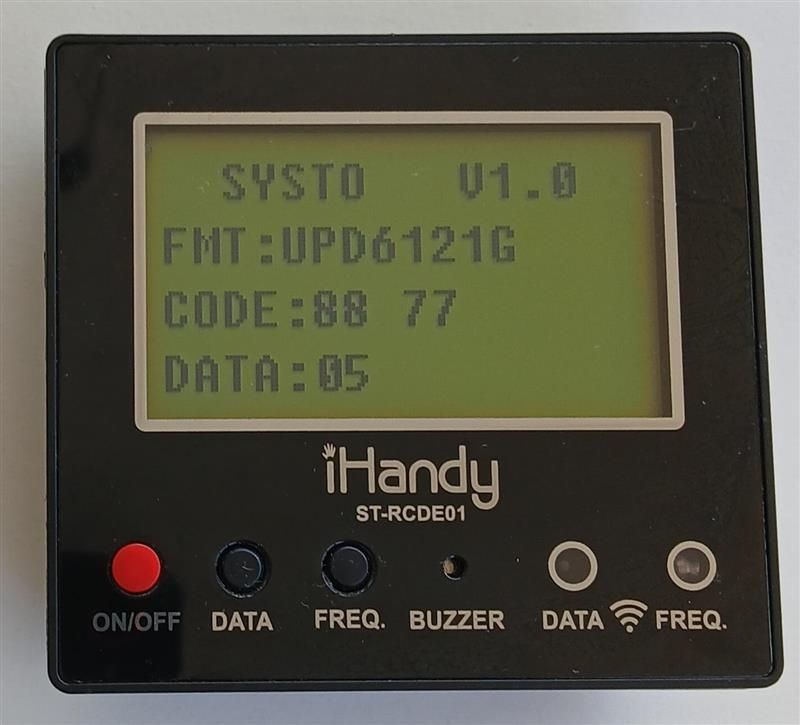 SYSTO V1.0
FMT:UPD6121G
CODE:88 77
DATA:05
iHandy
ST-RCDE01
ON/OFF DATA FREQ. BUZZER DATA FREQ.